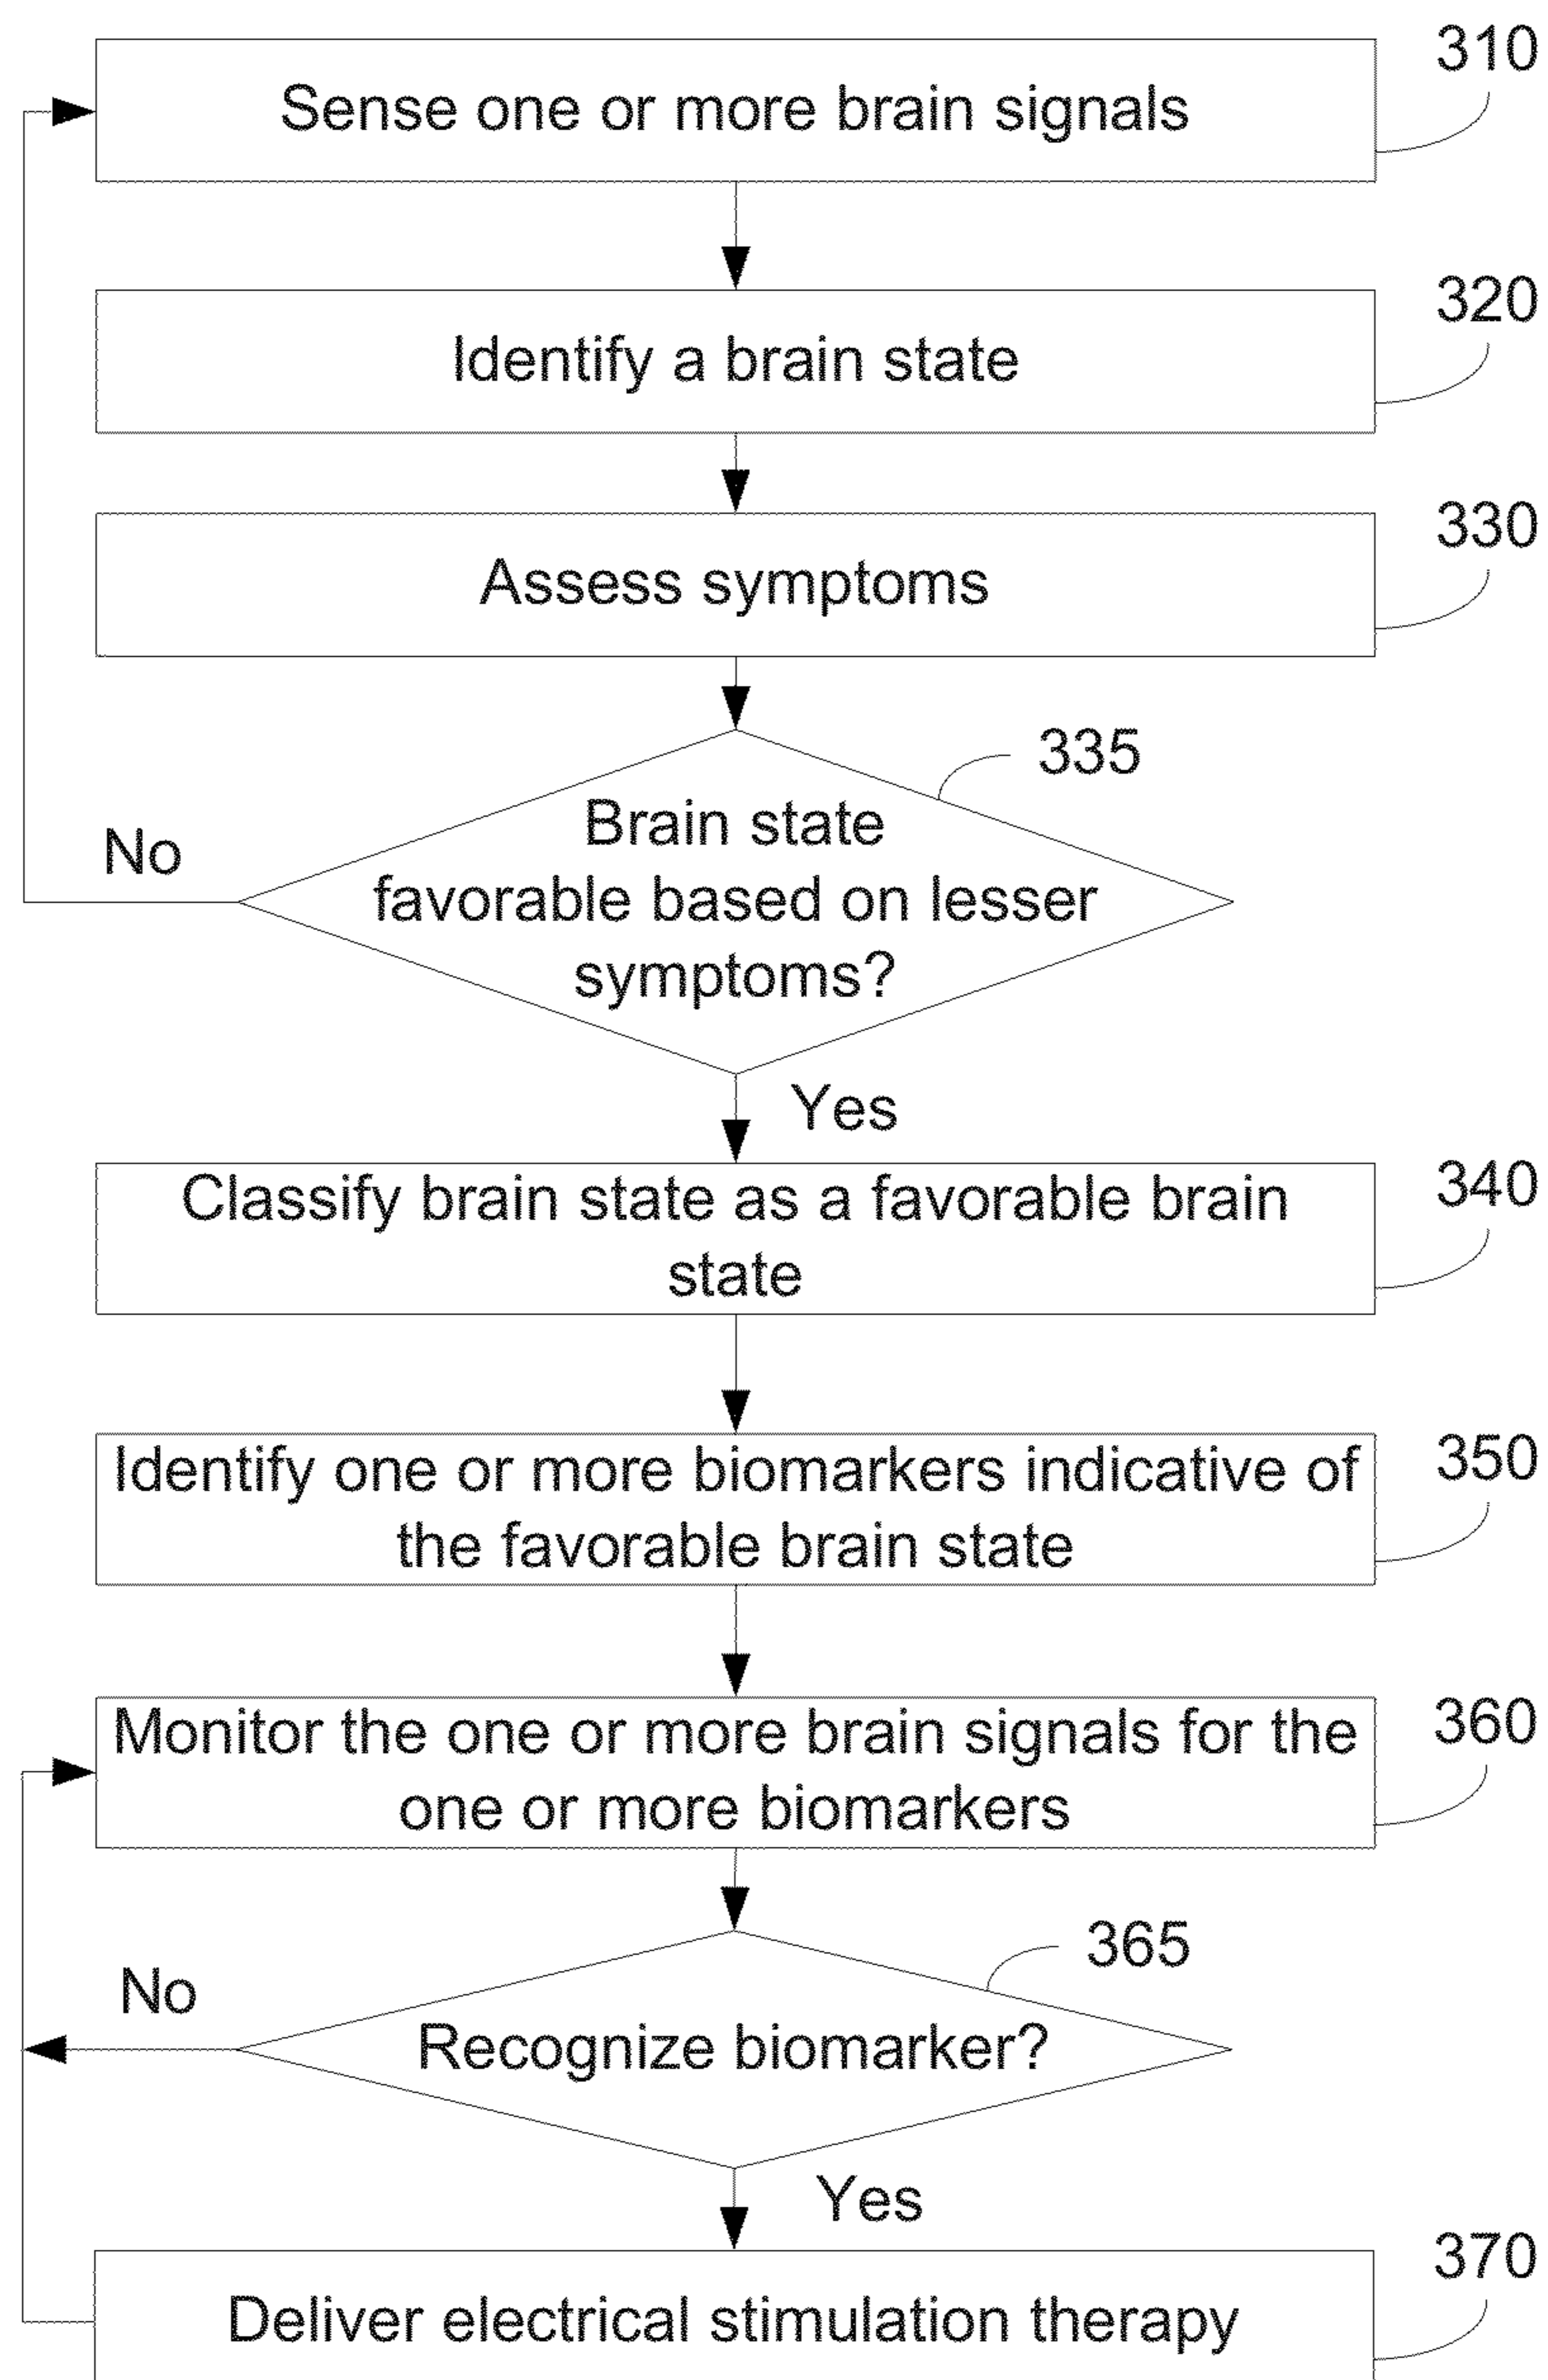 310
Sense one or more brain signals
320
Identify a brain state
330
Assess symptoms
335
Brain state
favorable based on lesser
symptoms?
No
Yes
340
Classify brain state as a favorable brain
state
350
Identify one or more biomarkers indicative of
the favorable brain state
360
Monitor the one or more brain signals for the
one or more biomarkers
365
No
Recognize biomarker?
Yes
370
Deliver electrical stimulation therapy